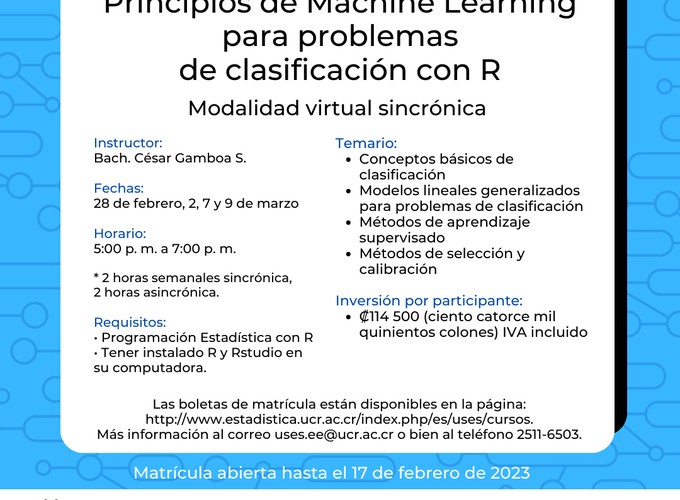 Principios de Machine Learning
para problemas
de clasificación con R
Modalidad virtual sincrónica
Instructor:
Bach. César Gamboa S.
Fechas:
28 de febrero, 2, 7 y 9 de marzo
Horario:
5:00 p. m. a 7:00 p. m.
* 2 horas semanales sincrónica,
2 horas asincrónica.
Requisitos:
• Programación Estadística con R
• Tener instalado R y Rstudio en
su computadora.
Temario:
• Conceptos básicos de
clasificación
• Modelos lineales generalizados
para problemas de clasificación
• Métodos de aprendizaje
supervisado
• Métodos de selección y
calibración
Inversión por participante:
• ₡114 500 (ciento catorce mil
quinientos colones) IVA incluido
Las boletas de matrícula están disponibles en la página:
http://www.estadistica.ucr.ac.cr/index.php/es/uses/cursos.
Más información al correo uses.ee@ucr.ac.cr o bien al teléfono 2511-6503.
Matrícula abierta hasta el 17 de febrero de 2023